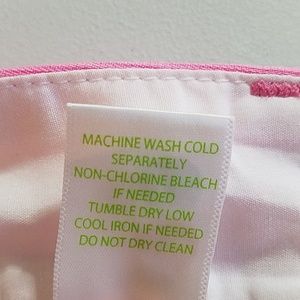 MACHINE WASH COLD
SEPARATELY
NON-CHLORINE BLEACH
IF NEEDED
TUMBLE DRY LOW
COOL IRON IF NEEDED
DO NOT DRY CLEAN